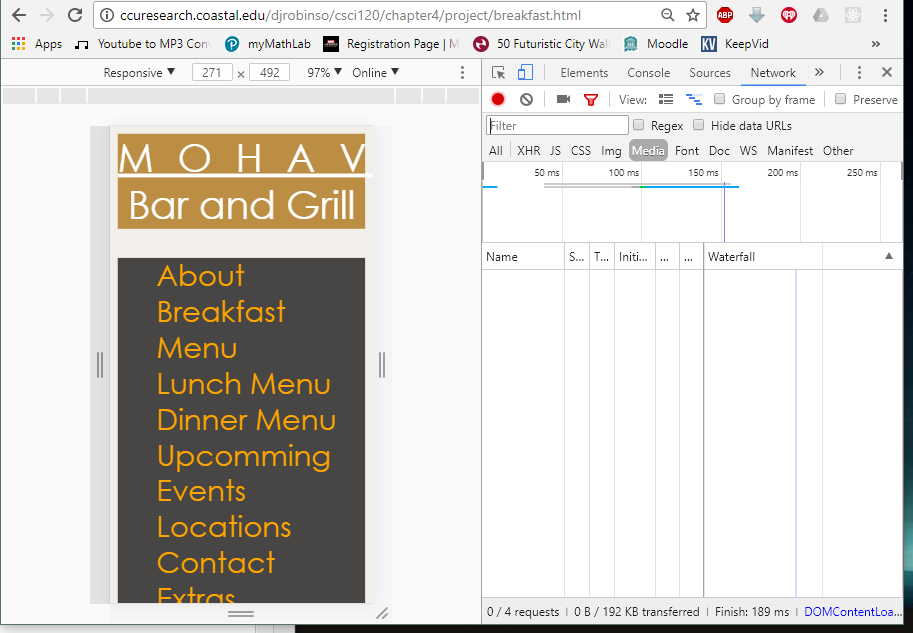 ccuresearch.coastal.edu/djrobinso/csci120/chapter4/project/breakfast.html
ABP
Apps Youtube to MP3 Con myMathLab Registration Page | M 50 Futuristic City Wall Moodle KV KeepVid »
Responsive ▼ 271 × 492 97% ▼ Online ▼
Elements Console Sources Network »
View: Group by frame Preserve
Filter Regex Hide data URLs
All XHR JS CSS Img Media Font Doc WS Manifest Other
50 ms 100 ms 150 ms 200 ms 250 ms
Name S... T... Initi... ... ... Waterfall ▲
0 / 4 requests | 0 B / 192 KB transferred | Finish: 189 ms | DOMContentLoa...
M O H A V
Bar and Grill
About
Breakfast
Menu
Lunch Menu
Dinner Menu
Upcomming
Events
Locations
Contact
Extras